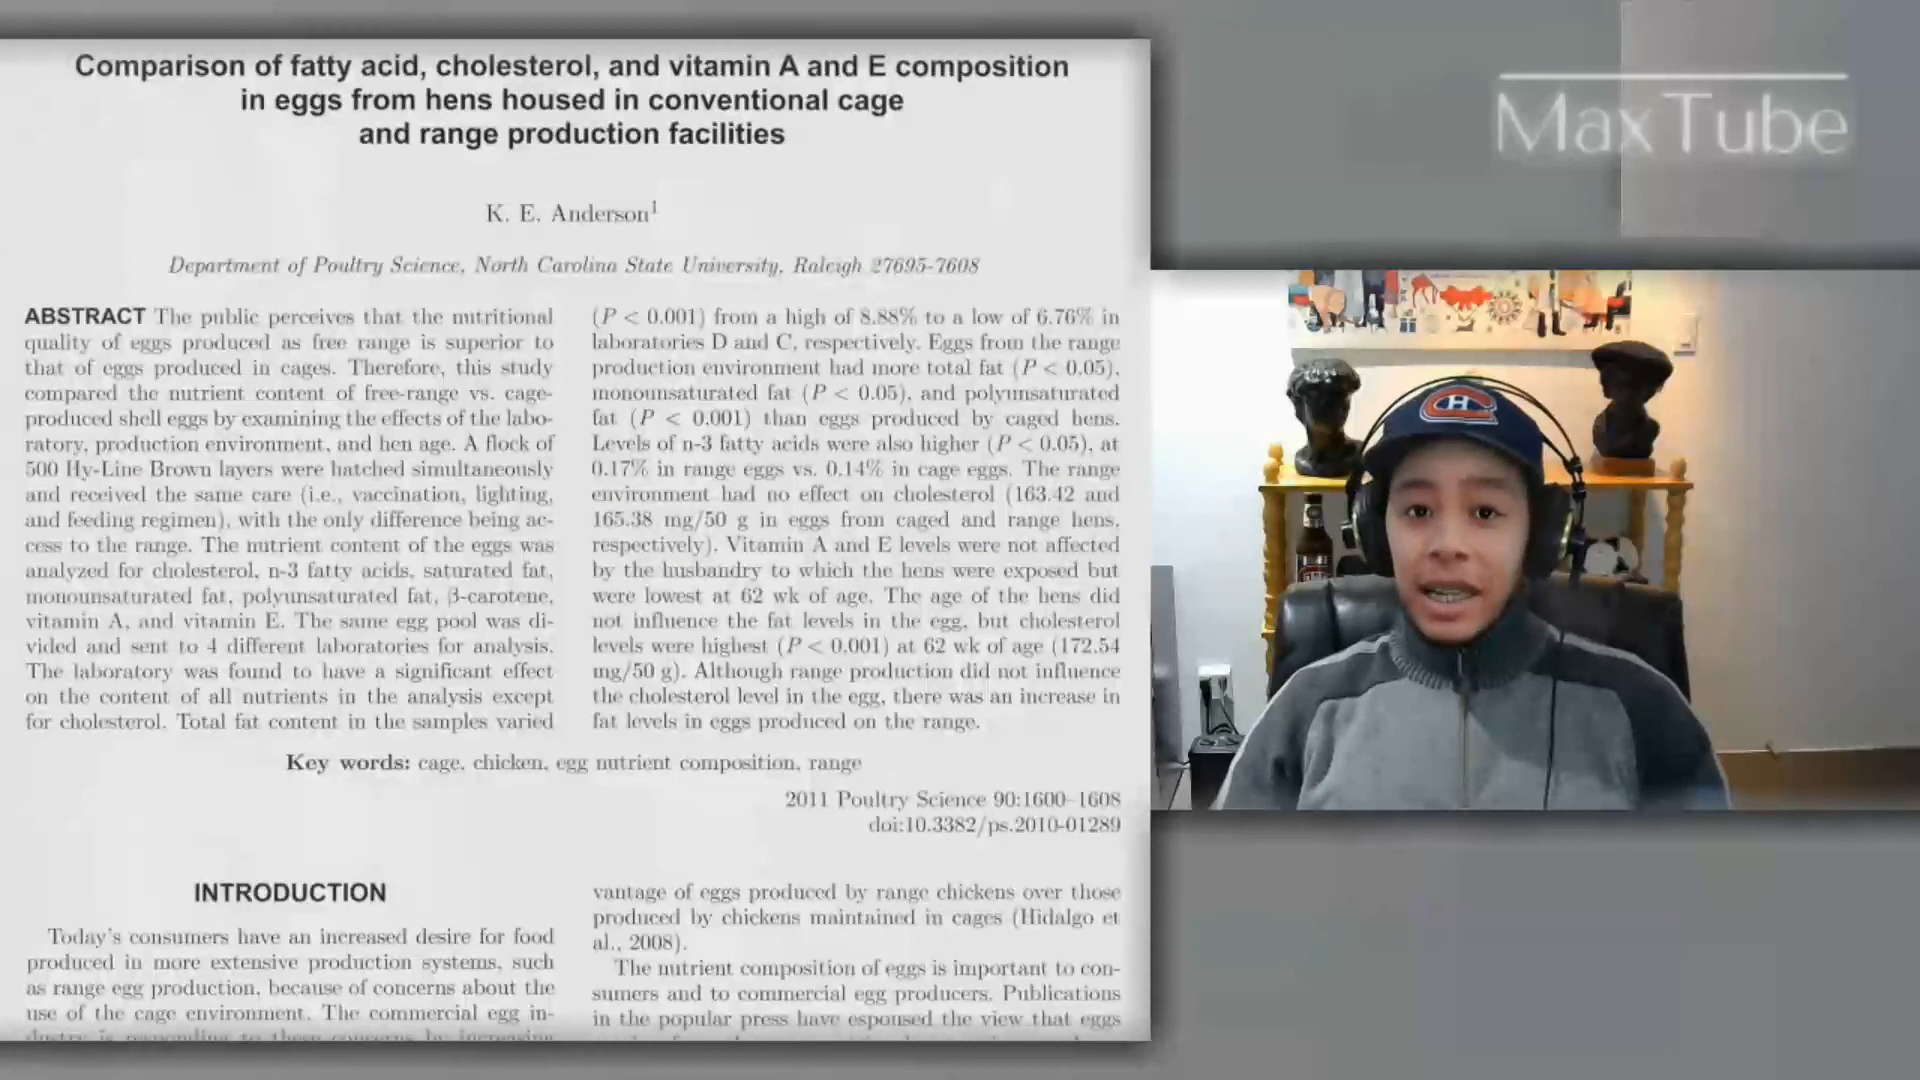 Comparison of fatty acid, cholesterol, and vitamin A and E composition
in eggs from hens housed in conventional cage
and range production facilities
K. E. Anderson¹
Department of Poultry Science, North Carolina State University, Raleigh 27695-7608
ABSTRACT The public perceives that the nutritional
quality of eggs produced as free range is superior to
that of eggs produced in cages. Therefore, this study
compared the nutrient content of free-range vs. cage-
produced shell eggs by examining the effects of the labo-
ratory, production environment, and hen age. A flock of
500 Hy-Line Brown layers were hatched simultaneously
and received the same care (i.e., vaccination, lighting,
and feeding regimen), with the only difference being ac-
cess to the range. The nutrient content of the eggs was
analyzed for cholesterol, n-3 fatty acids, saturated fat,
monounsaturated fat, polyunsaturated fat, β-carotene,
vitamin A, and vitamin E. The same egg pool was di-
vided and sent to 4 different laboratories for analysis.
The laboratory was found to have a significant effect
on the content of all nutrients in the analysis except
for cholesterol. Total fat content in the samples varied
(P < 0.001) from a high of 8.88% to a low of 6.76% in
laboratories D and C, respectively. Eggs from the range
production environment had more total fat (P < 0.05),
monounsaturated fat (P < 0.05), and polyunsaturated
fat (P < 0.001) than eggs produced by caged hens.
Levels of n-3 fatty acids were also higher (P < 0.05), at
0.17% in range eggs vs. 0.14% in cage eggs. The range
environment had no effect on cholesterol (163.42 and
165.38 mg/50 g in eggs from caged and range hens,
respectively). Vitamin A and E levels were not affected
by the husbandry to which the hens were exposed but
were lowest at 62 wk of age. The age of the hens did
not influence the fat levels in the egg, but cholesterol
levels were highest (P < 0.001) at 62 wk of age (172.54
mg/50 g). Although range production did not influence
the cholesterol level in the egg, there was an increase in
fat levels in eggs produced on the range.
Key words: cage, chicken, egg nutrient composition, range
2011 Poultry Science 90:1600–1608
doi:10.3382/ps.2010-01289
INTRODUCTION
Today's consumers have an increased desire for food
produced in more extensive production systems, such
as range egg production, because of concerns about the
use of the cage environment. The commercial egg in-
dustry is responding to these concerns by increasing
vantage of eggs produced by range chickens over those
produced by chickens maintained in cages (Hidalgo et
al., 2008).
The nutrient composition of eggs is important to con-
sumers and to commercial egg producers. Publications
in the popular press have espoused the view that eggs
MaxTube
H